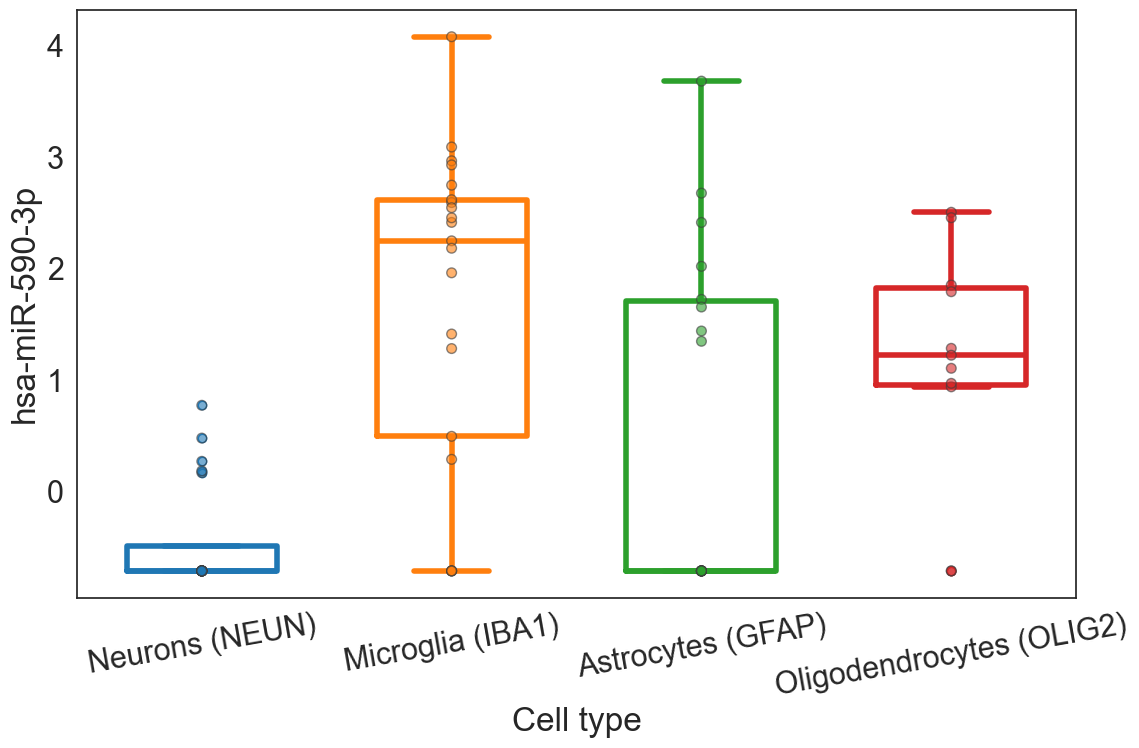 hsa-miR-590-3p
4
3
2
1
0
Neurons (NEUN)
Microglia (IBA1)
Astrocytes (GFAP)
Oligodendrocytes (OLIG2)
Cell type